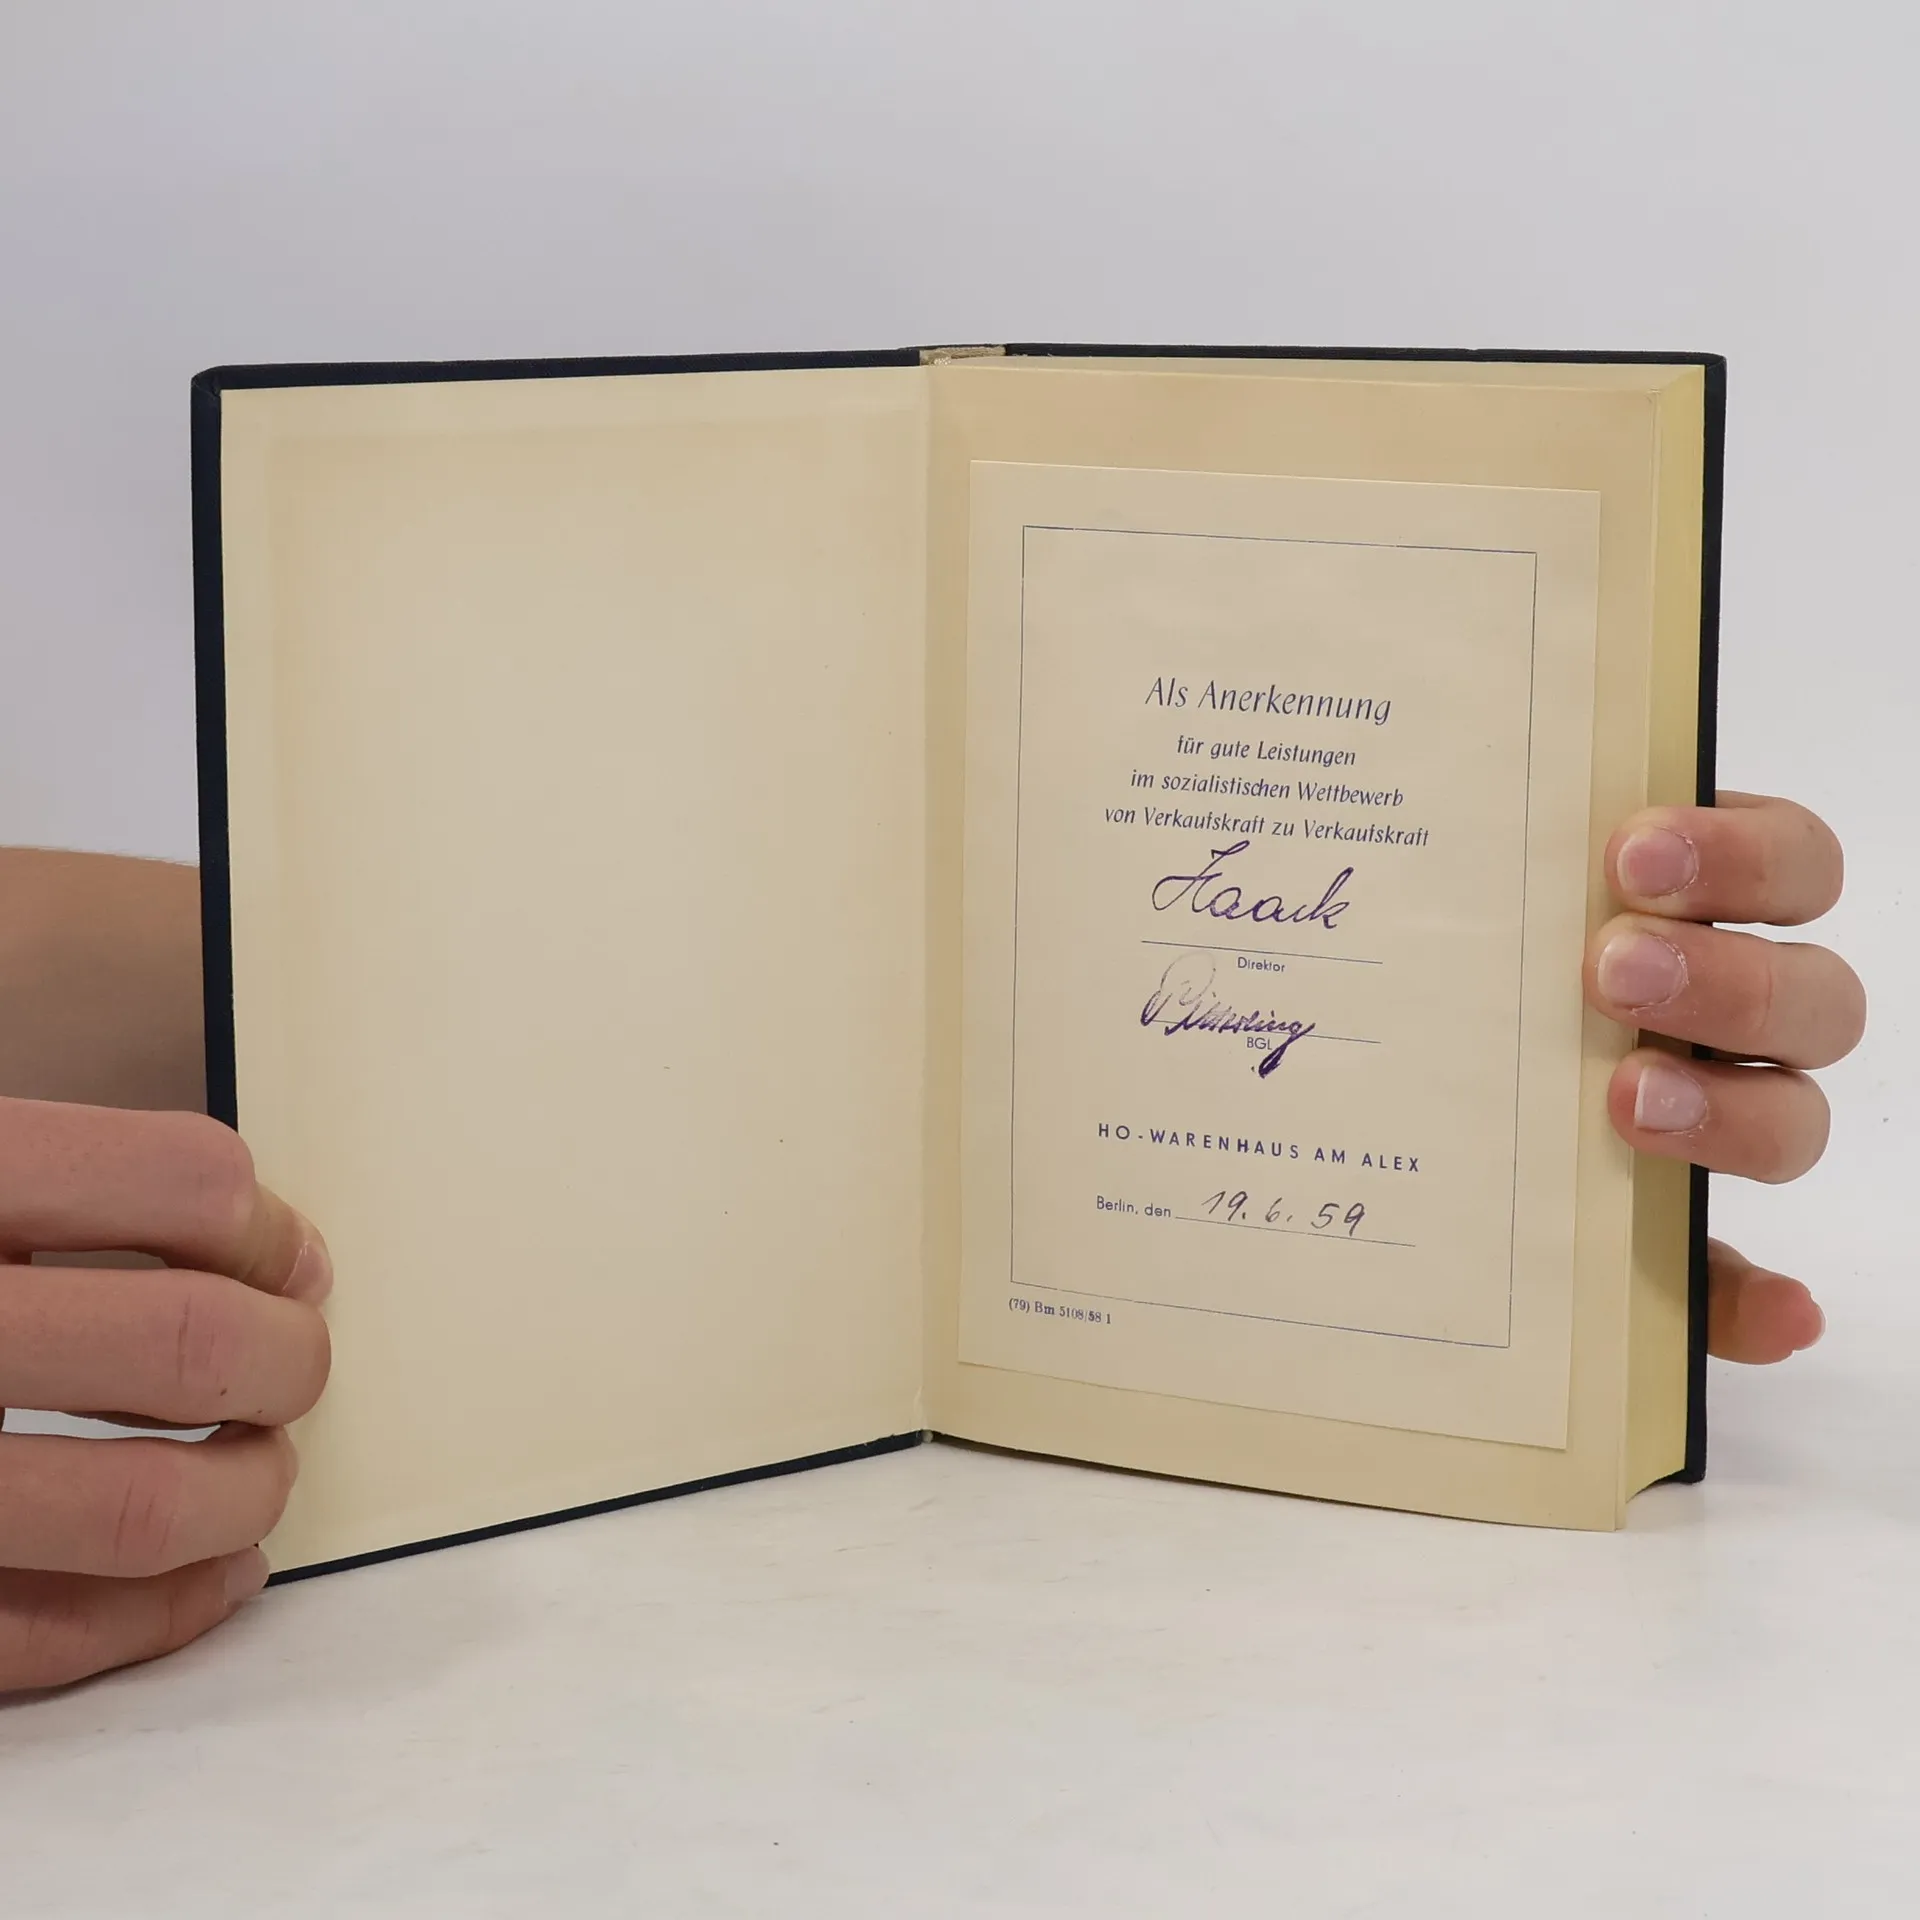 Als Anerkennung
für gute Leistungen
im sozialistischen Wettbewerb
von Verkaufskraft zu Verkaufskraft
Haack
Direktor
BGL
HO-WARENHAUS AM ALEX
Berlin, den 19. 6. 59
(79) Bm 5108/58 1